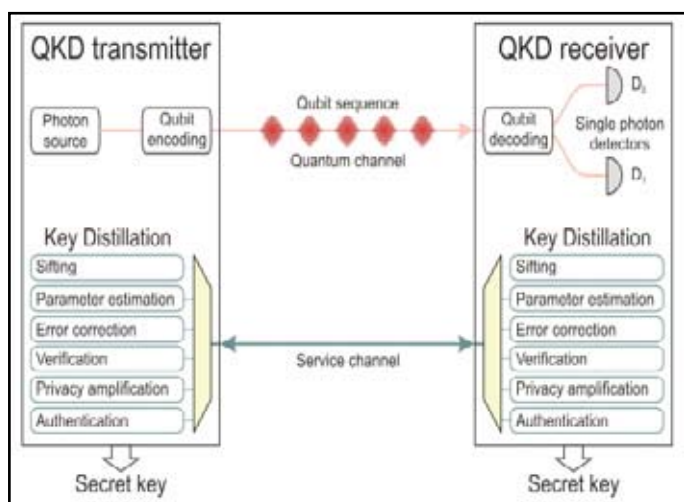 QKD transmitter
QKD receiver
Photon
source
Qubit
encoding
Qubit sequence
Quantum channel
Qubit
decoding
D₀
Single photon
detectors
D₁
Key Distillation
Sifting
Parameter estimation
Error correction
Verification
Privacy amplification
Authentication
Service channel
Key Distillation
Sifting
Parameter estimation
Error correction
Verification
Privacy amplification
Authentication
Secret key
Secret key